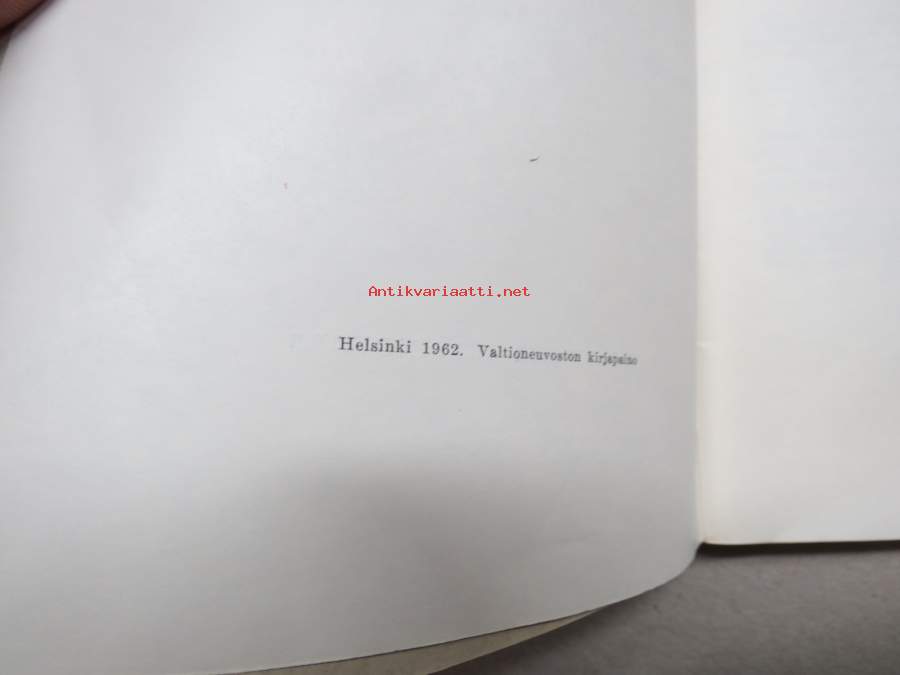 Antikvariaatti.net
Helsinki 1962. Valtioneuvoston kirjapaino